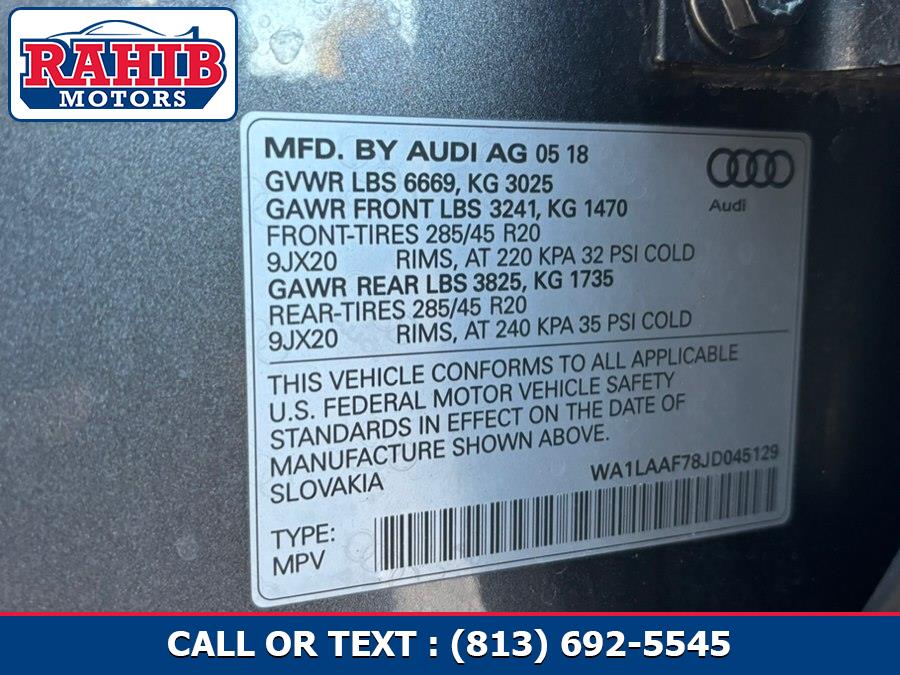 RAHIB
MOTORS
MFD. BY AUDI AG 05 18
GVWR LBS 6669, KG 3025
GAWR FRONT LBS 3241, KG 1470
FRONT-TIRES 285/45 R20
9JX20 RIMS, AT 220 KPA 32 PSI COLD
GAWR REAR LBS 3825, KG 1735
REAR-TIRES 285/45 R20
9JX20 RIMS, AT 240 KPA 35 PSI COLD
Audi
THIS VEHICLE CONFORMS TO ALL APPLICABLE
U.S. FEDERAL MOTOR VEHICLE SAFETY
STANDARDS IN EFFECT ON THE DATE OF
MANUFACTURE SHOWN ABOVE.
SLOVAKIA
WA1LAAF78JD045129
TYPE:
MPV
CALL OR TEXT : (813) 692-5545